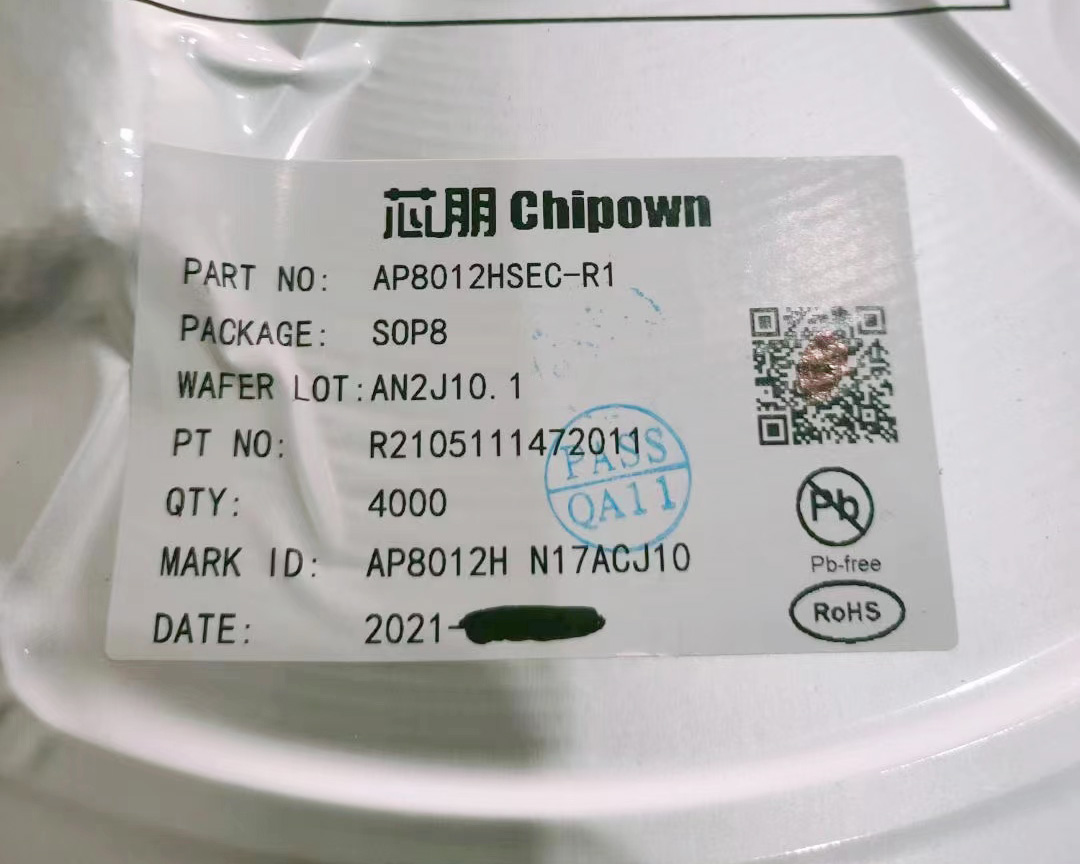 芯朋 Chipown
PART NO: AP8012HSEC-R1
PACKAGE: SOP8
WAFER LOT: AN2J10.1
PT NO: R2105111472011
QTY: 4000
MARK ID: AP8012H N17ACJ10
DATE: 2021-
PASS
QA11
Pb
Pb-free
RoHS